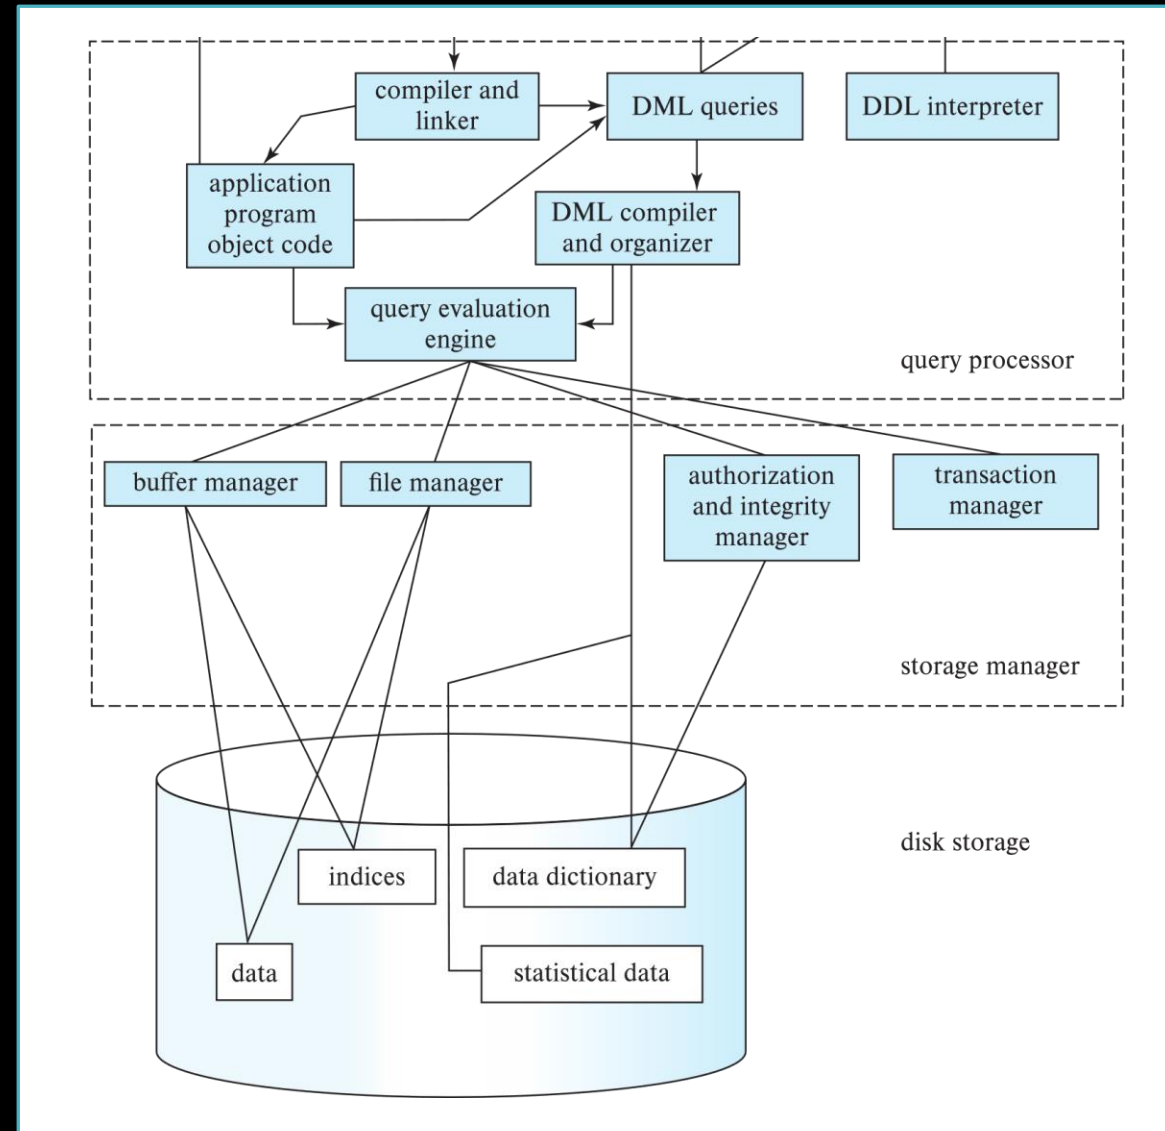 compiler and
linker
DML queries
DDL interpreter
application
program
object code
DML compiler
and organizer
query evaluation
engine
query processor
buffer manager
file manager
authorization
and integrity
manager
transaction
manager
storage manager
disk storage
indices
data dictionary
data
statistical data